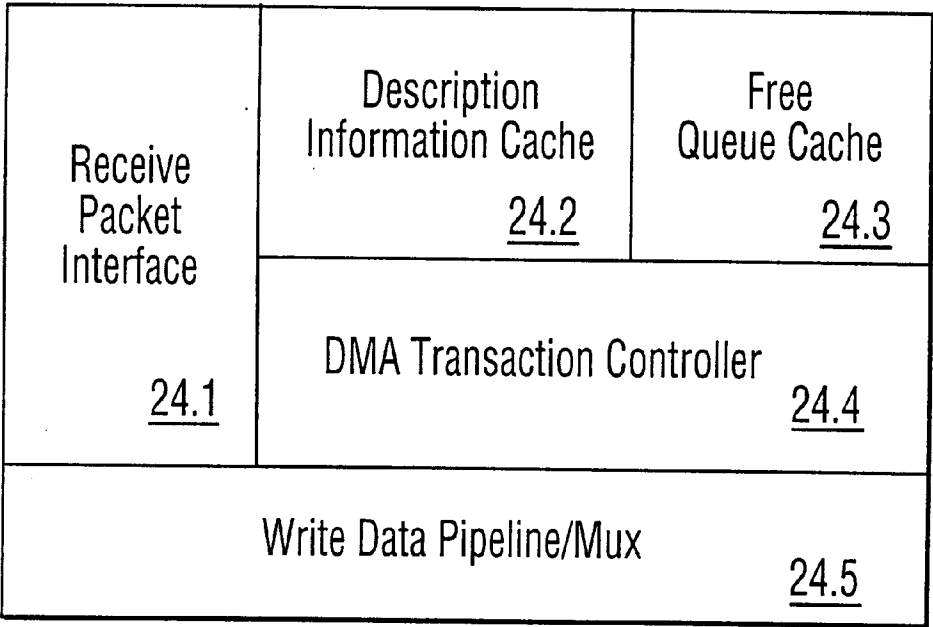 Receive
Packet
Interface
24.1
Description
Information Cache
24.2
Free
Queue Cache
24.3
DMA Transaction Controller
24.4
Write Data Pipeline/Mux
24.5